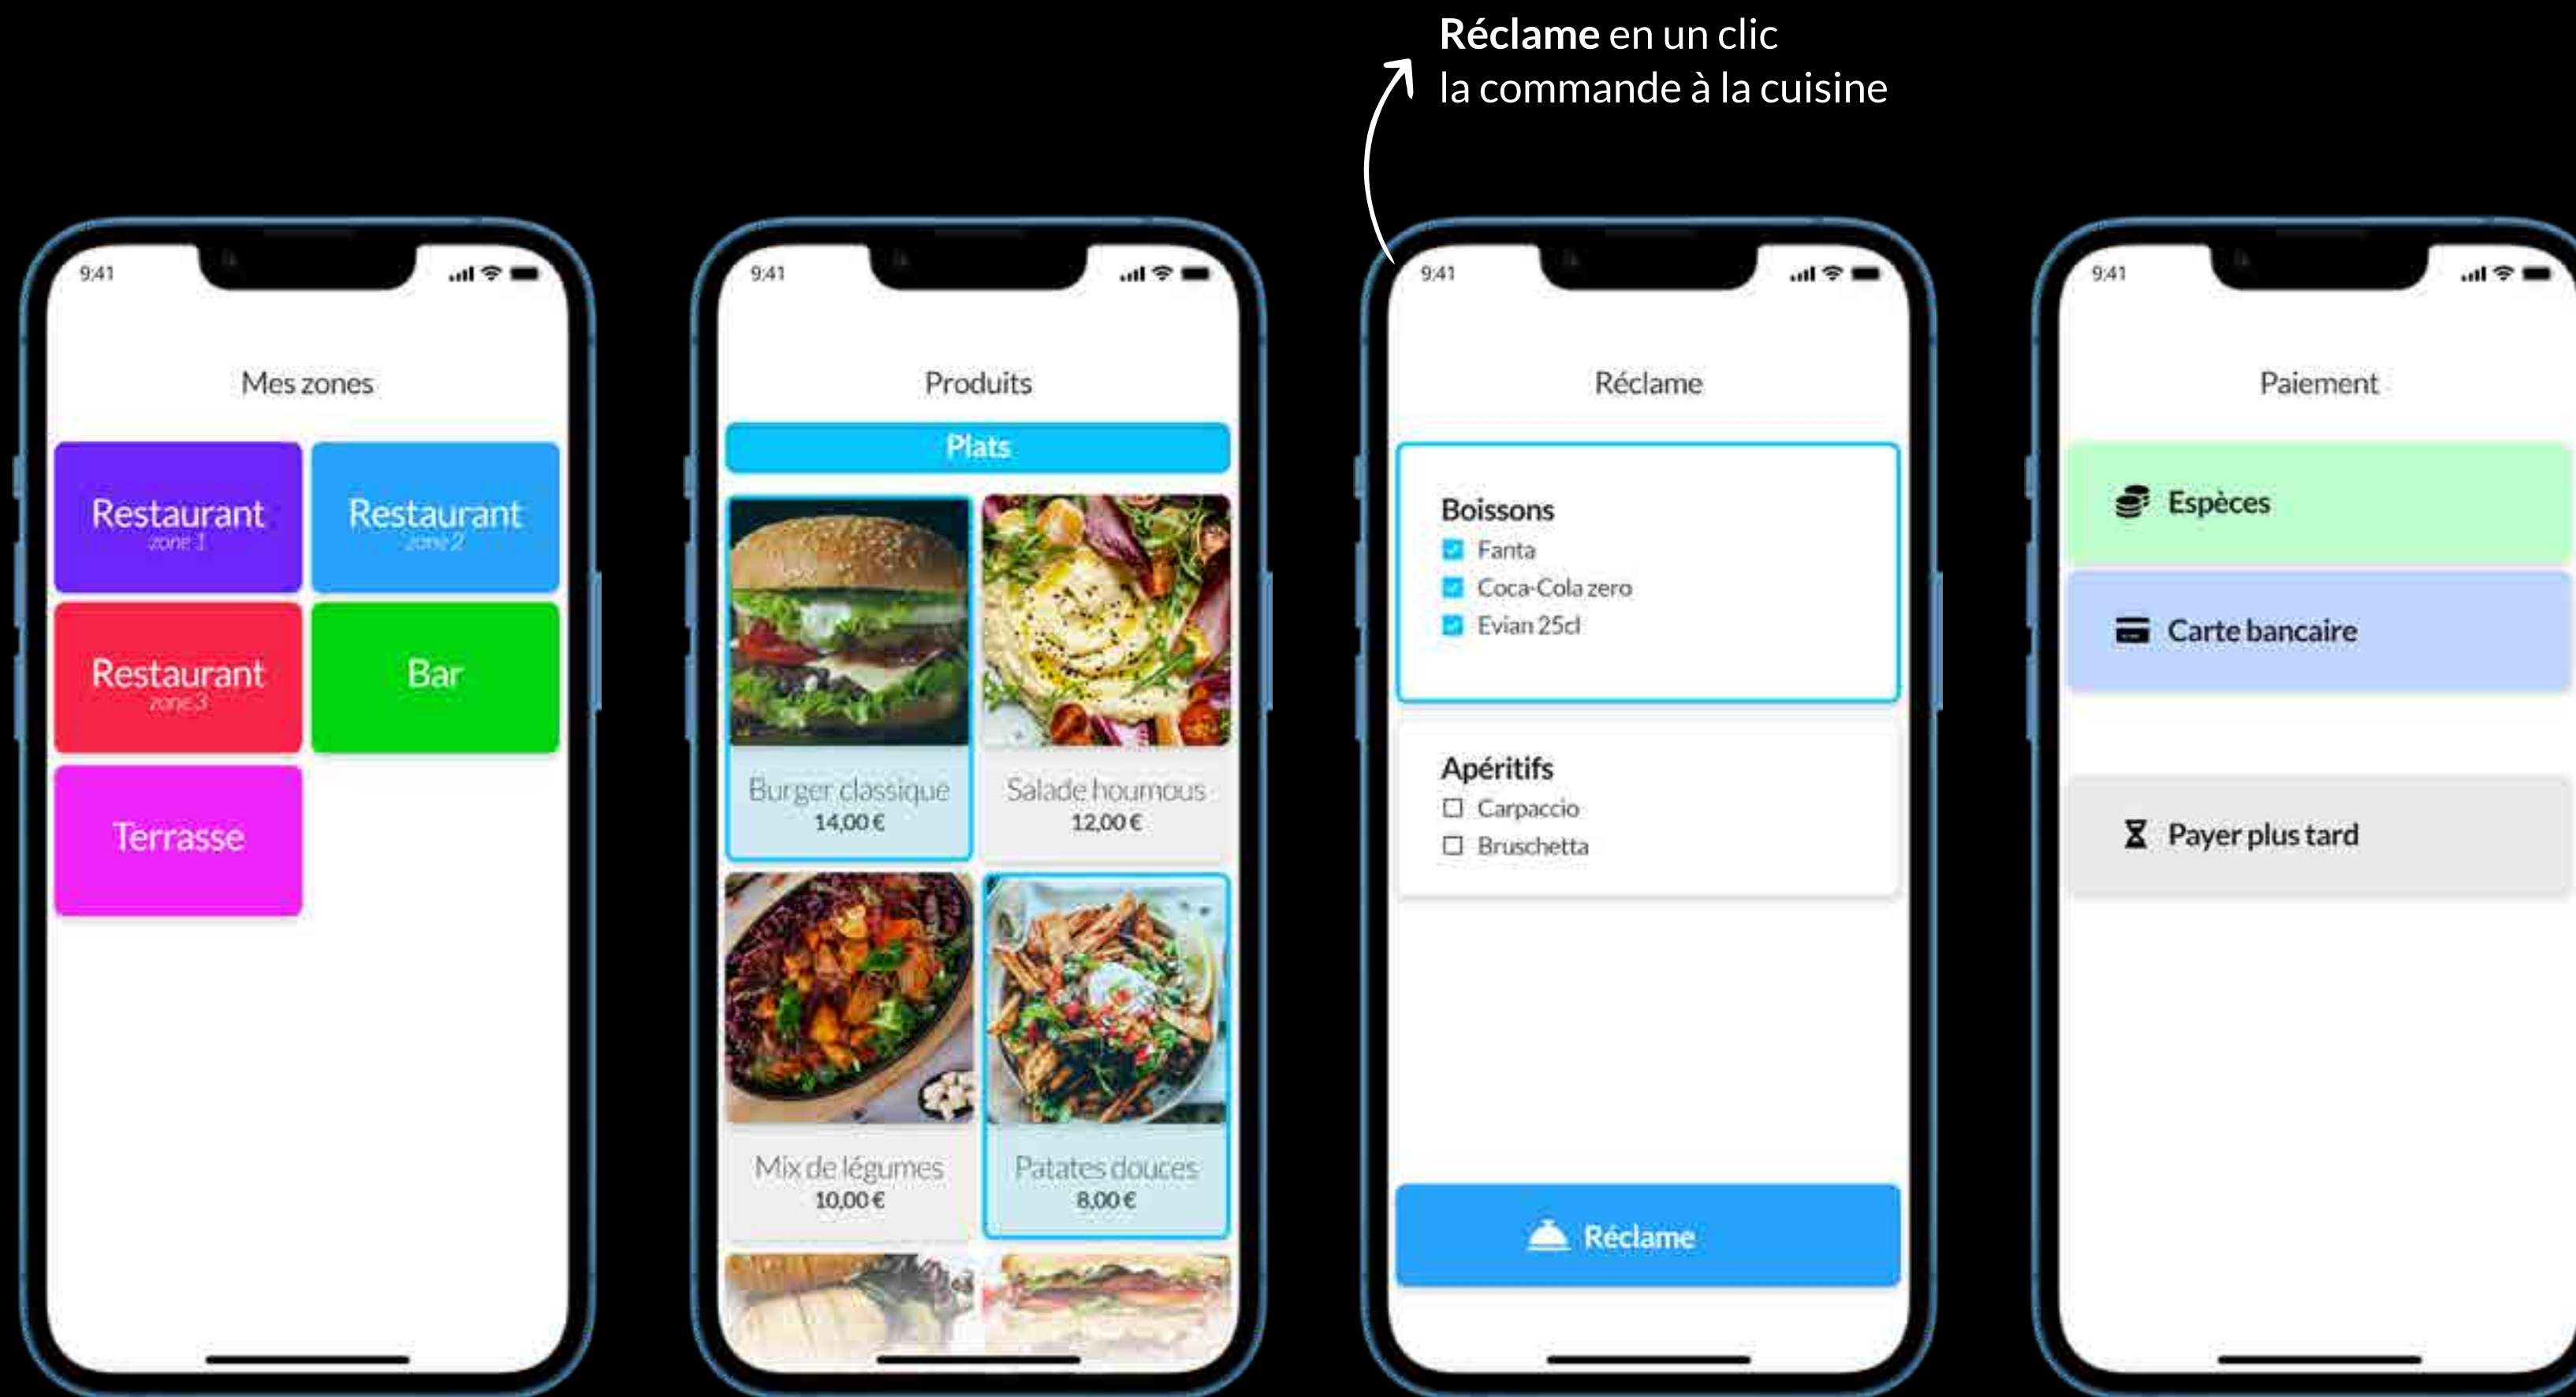 Réclame en un clic
la commande à la cuisine
9:41
Mes zones
Restaurant
zone 1
Restaurant
zone 2
Restaurant
zone 3
Bar
Terrasse
9:41
Produits
Plats
Burger classique
14,00 €
Salade houmous
12,00 €
Mix de légumes
10,00 €
Patates douces
8,00 €
9:41
Réclame
Boissons
Fanta
Coca-Cola zero
Evian 25cl
Apéritifs
Carpaccio
Bruschetta
Réclame
9:41
Paiement
Espèces
Carte bancaire
Payer plus tard